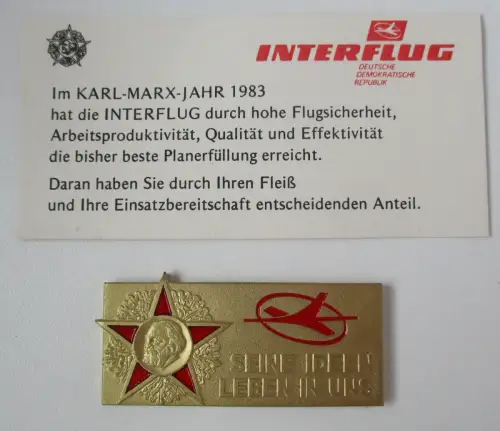 INTERFLUG
DEUTSCHE
DEMOKRATISCHE
REPUBLIK
Im KARL-MARX-JAHR 1983
hat die INTERFLUG durch hohe Flugsicherheit,
Arbeitsproduktivität, Qualität und Effektivität
die bisher beste Planerfüllung erreicht.
Daran haben Sie durch Ihren Fleiß
und Ihre Einsatzbereitschaft entscheidenden Anteil.
SEINE IDEEN
LEBEN IN UNS